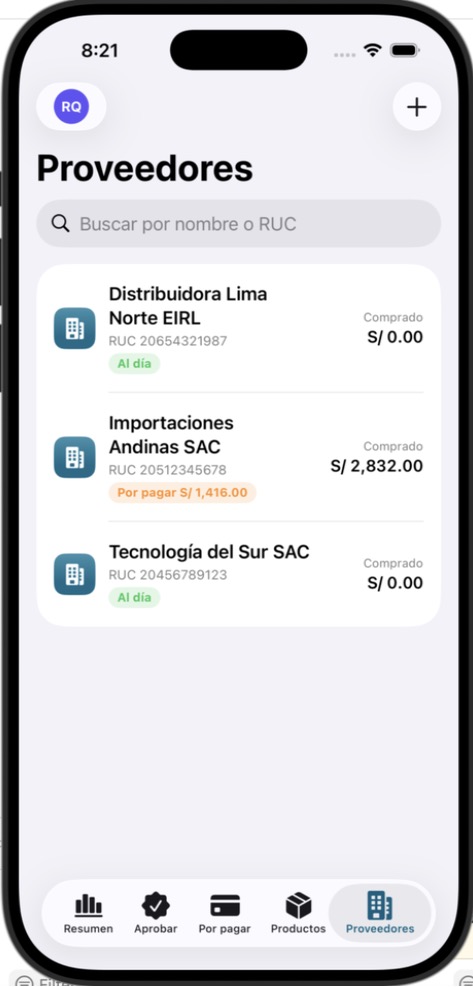 8:21
RQ
Proveedores
Buscar por nombre o RUC
Distribuidora Lima
Norte EIRL
RUC 20654321987
Al día
Comprado
S/ 0.00
Importaciones
Andinas SAC
RUC 20512345678
Por pagar S/ 1,416.00
Comprado
S/ 2,832.00
Tecnología del Sur SAC
RUC 20456789123
Al día
Comprado
S/ 0.00
Resumen
Aprobar
Por pagar
Productos
Proveedores